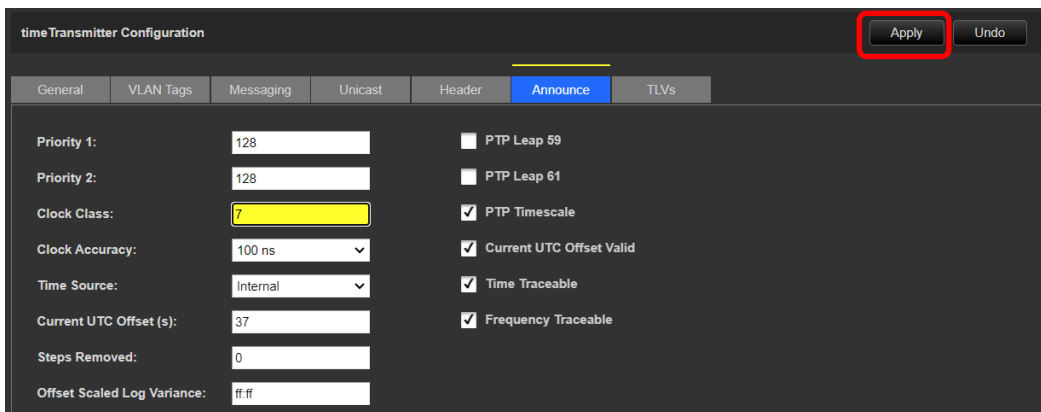 timeTransmitter Configuration
Apply
Undo
General
VLAN Tags
Messaging
Unicast
Header
Announce
TLVs
Priority 1:
128
PTP Leap 59
Priority 2:
128
PTP Leap 61
Clock Class:
7
PTP Timescale
Clock Accuracy:
100 ns
Current UTC Offset Valid
Time Source:
Internal
Time Traceable
Current UTC Offset (s):
37
Frequency Traceable
Steps Removed:
0
Offset Scaled Log Variance:
ff:ff